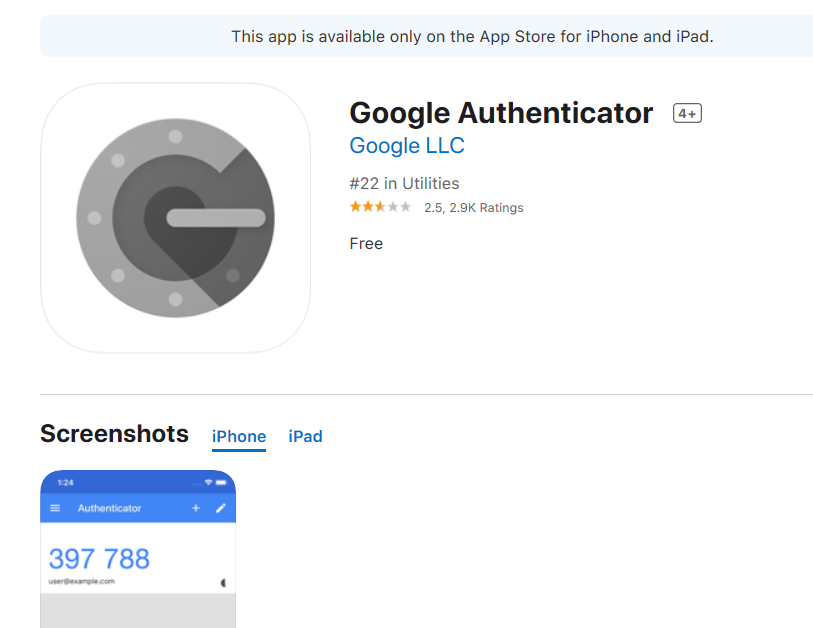 This app is available only on the App Store for iPhone and iPad.
Google Authenticator 4+
Google LLC
#22 in Utilities
2.5, 2.9K Ratings
Free
Screenshots iPhone iPad
1:24
Authenticator
397 788
user@example.com